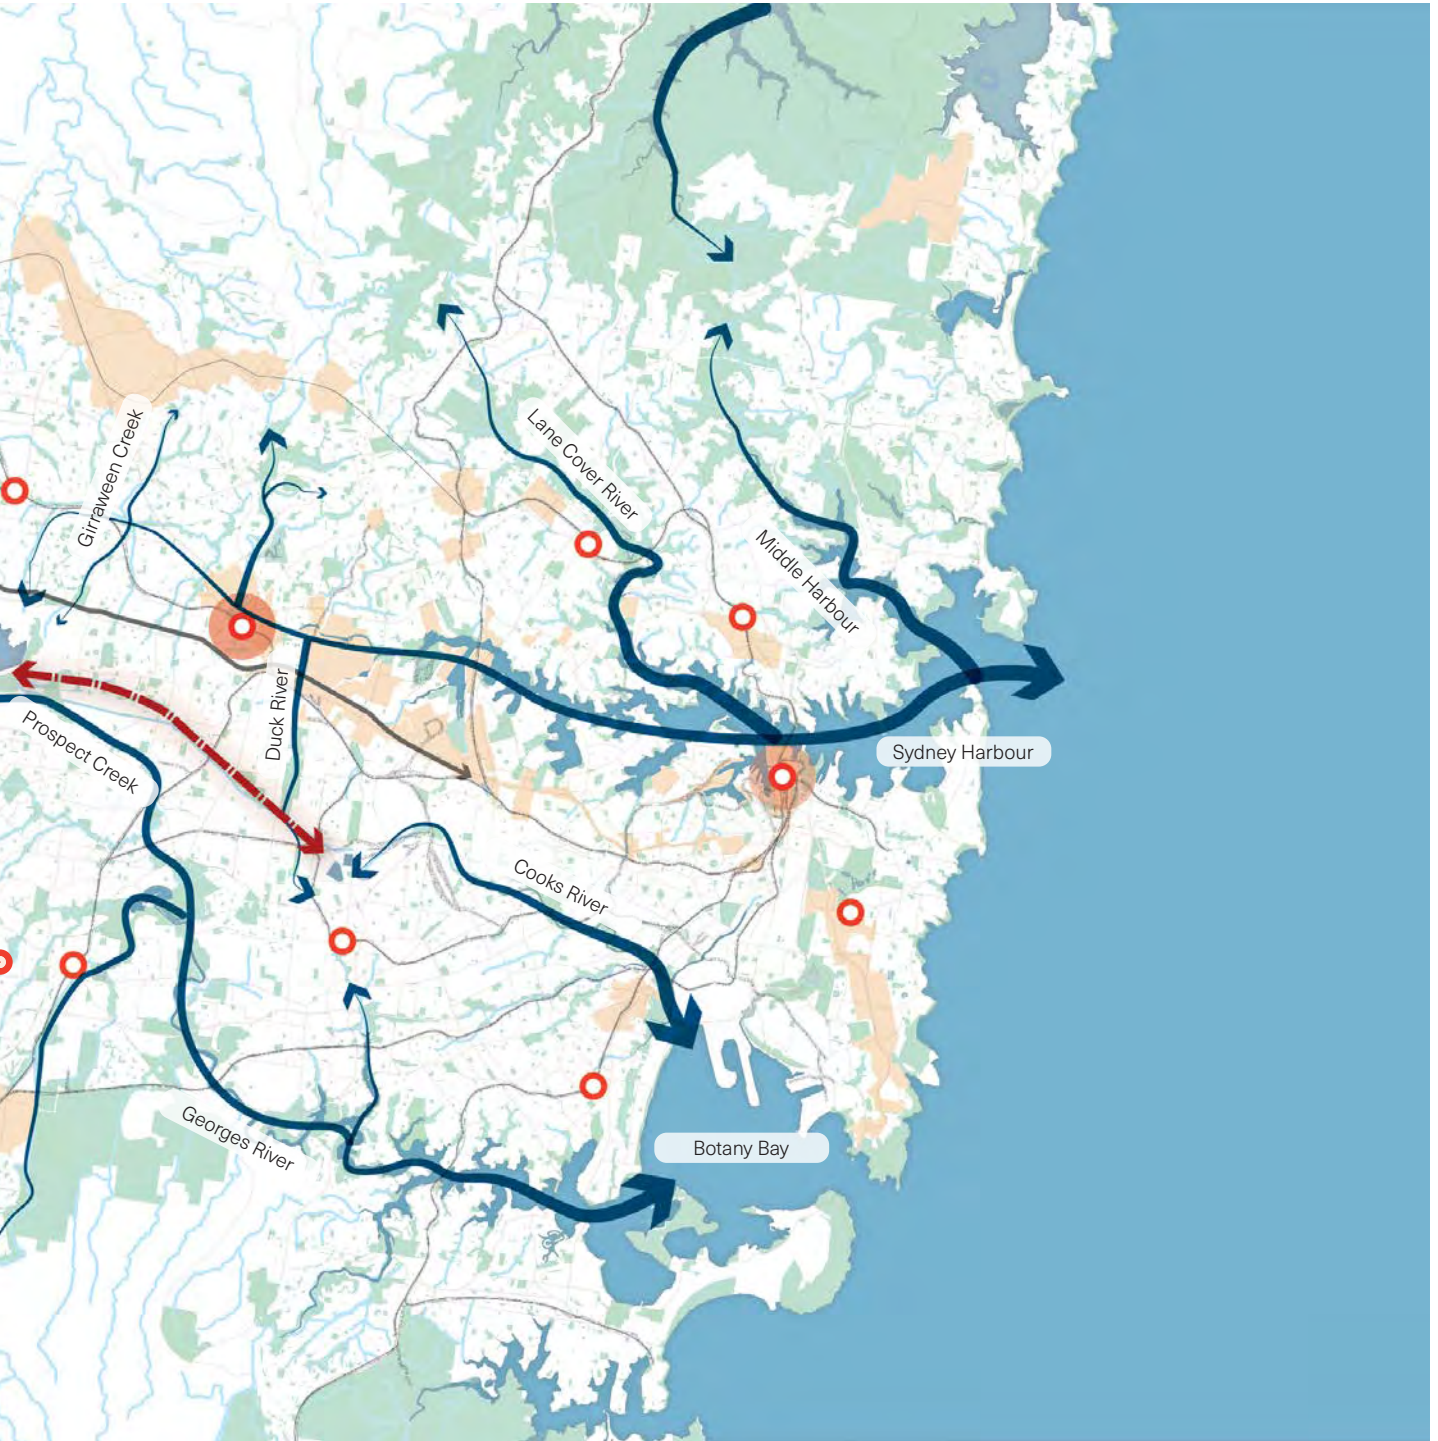 Lane Cover River
Girraween Creek
Middle Harbour
Duck River
Prospect Creek
Sydney Harbour
Cooks River
Georges River
Botany Bay